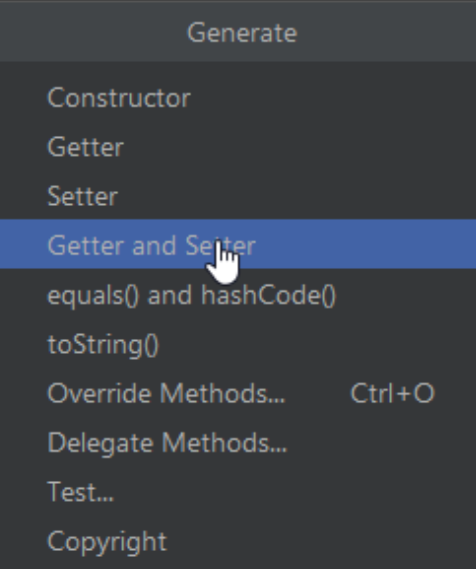 Generate
Constructor
Getter
Setter
Getter and Setter
equals() and hashCode()
toString()
Override Methods... Ctrl+O
Delegate Methods...
Test...
Copyright